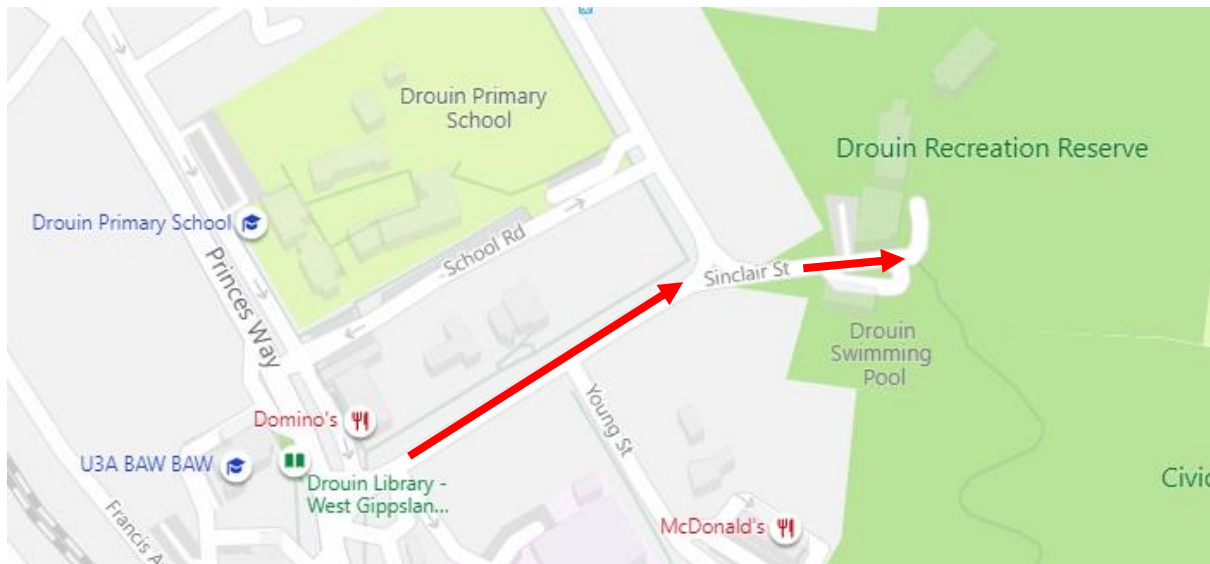 Drouin Primary
School
Drouin Recreation Reserve
Drouin Primary School
School Rd
Princes Way
Sinclair St
Drouin
Swimming
Pool
Young St
Domino's
U3A BAW BAW
Drouin Library -
West Gippslan...
Francis A
McDonald's
Civic